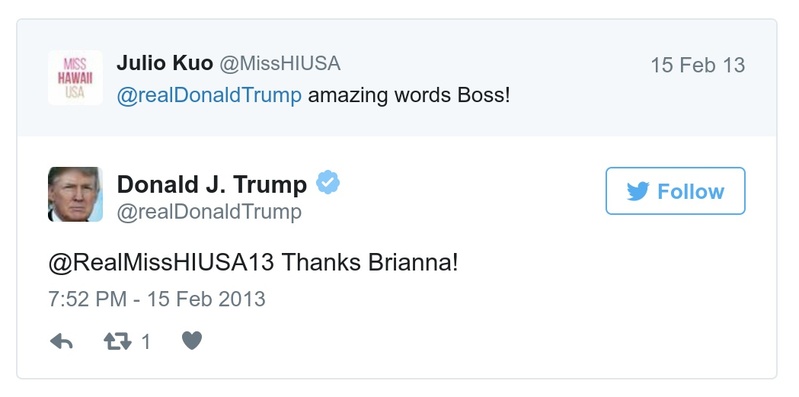 MISS
HAWAII
USA
Julio Kuo @MissHIUSA
15 Feb 13
@realDonaldTrump amazing words Boss!
Donald J. Trump
@realDonaldTrump
Follow
@RealMissHIUSA13 Thanks Brianna!
7:52 PM - 15 Feb 2013
1